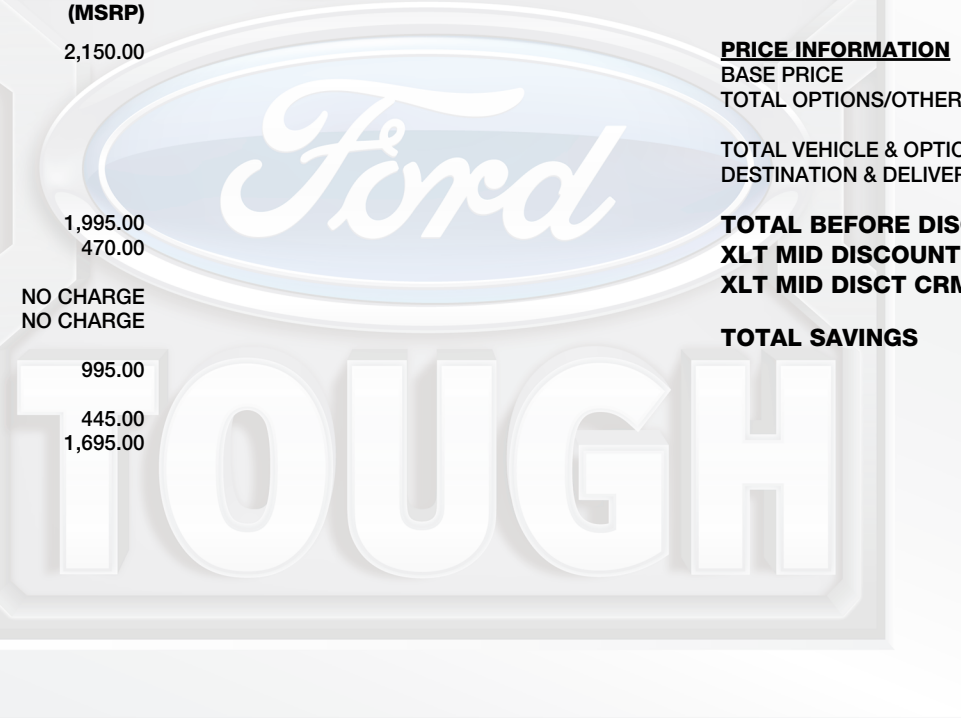 (MSRP)
2,150.00
1,995.00
470.00
NO CHARGE
NO CHARGE
995.00
445.00
1,695.00
PRICE INFORMATION
BASE PRICE
TOTAL OPTIONS/OTHER
TOTAL VEHICLE & OPTIO
DESTINATION & DELIVER
TOTAL BEFORE DIS
XLT MID DISCOUNT
XLT MID DISCT CRM
TOTAL SAVINGS
Ford
TOUGH